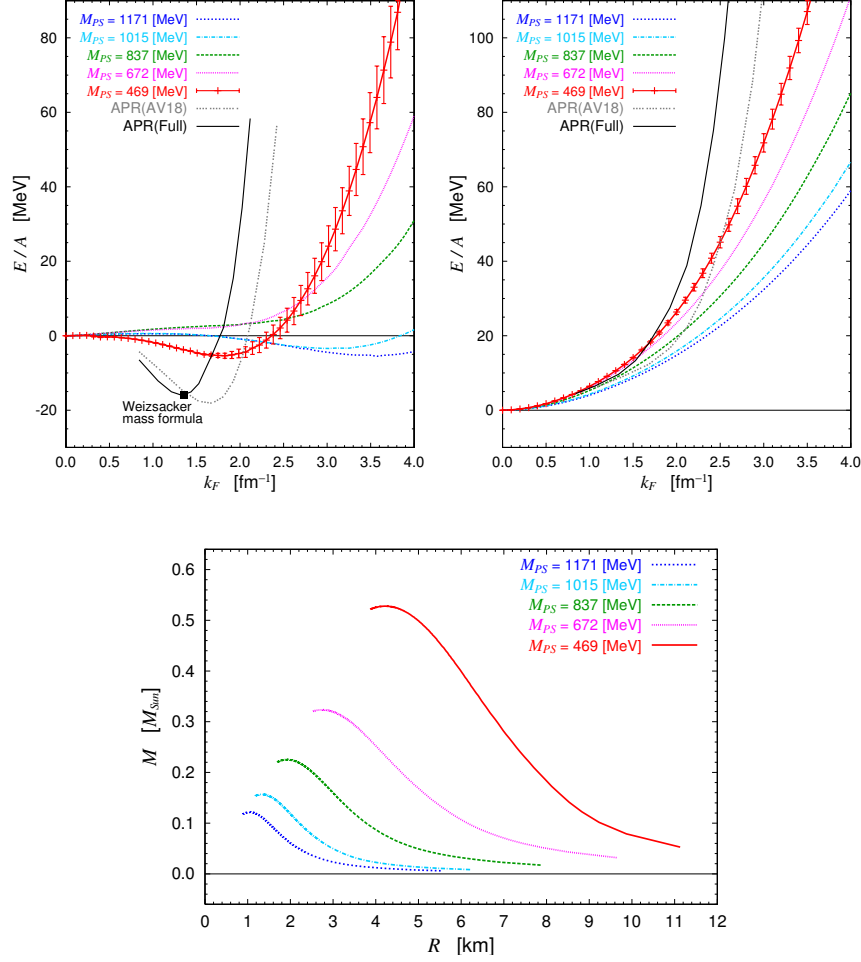 M_PS = 1171 [MeV]
M_PS = 1015 [MeV]
M_PS = 837 [MeV]
M_PS = 672 [MeV]
M_PS = 469 [MeV]
APR(AV18)
APR(Full)
80
60
40
20
0
-20
E / A [MeV]
Weizsacker
mass formula
0.0 0.5 1.0 1.5 2.0 2.5 3.0 3.5 4.0
k_F [fm⁻¹]
M_PS = 1171 [MeV]
M_PS = 1015 [MeV]
M_PS = 837 [MeV]
M_PS = 672 [MeV]
M_PS = 469 [MeV]
APR(AV18)
APR(Full)
100
80
60
40
20
0
E / A [MeV]
0.0 0.5 1.0 1.5 2.0 2.5 3.0 3.5 4.0
k_F [fm⁻¹]
M_PS = 1171 [MeV]
M_PS = 1015 [MeV]
M_PS = 837 [MeV]
M_PS = 672 [MeV]
M_PS = 469 [MeV]
0.6
0.5
0.4
0.3
0.2
0.1
0.0
M [M_Sun]
0 1 2 3 4 5 6 7 8 9 10 11 12
R [km]